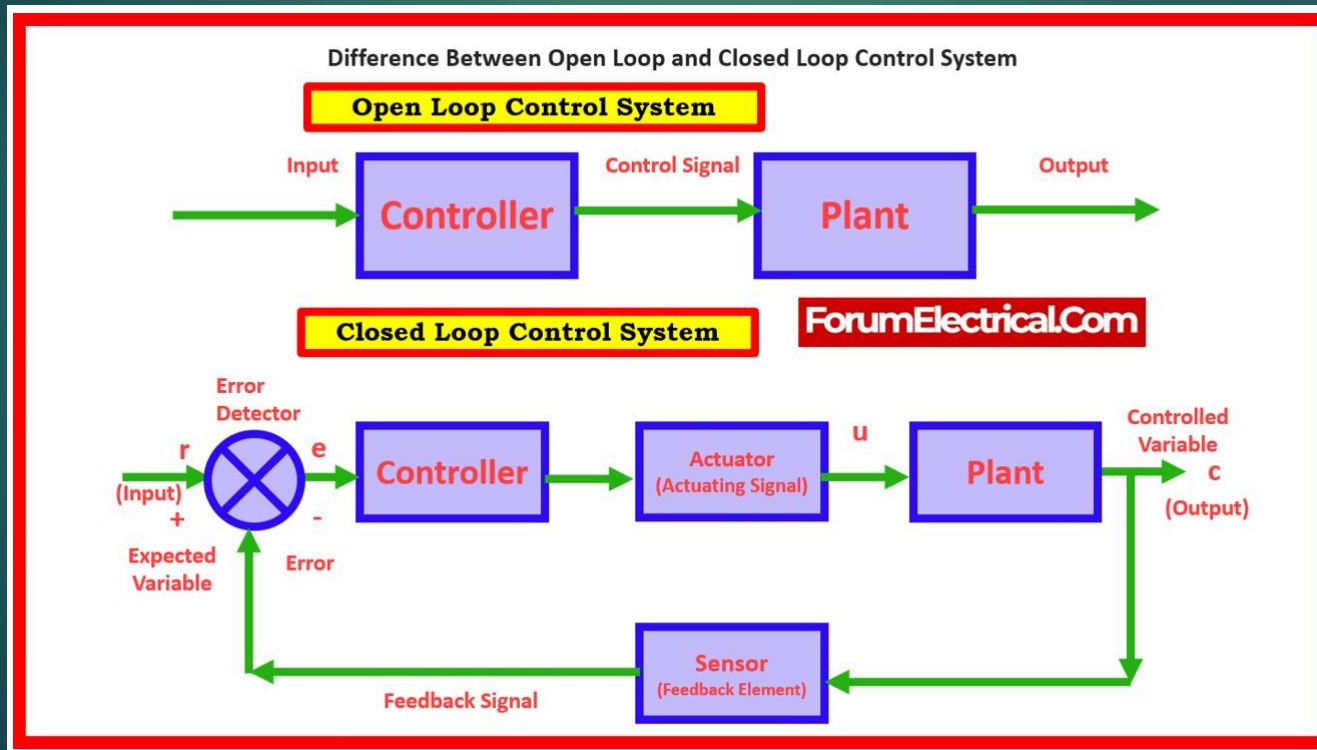 Difference Between Open Loop and Closed Loop Control System
Open Loop Control System
Input
Control Signal
Output
Controller
Plant
Closed Loop Control System
ForumElectrical.Com
Error
Detector
r
e
(Input)
+
-
Expected
Variable
Error
Controller
Actuator
(Actuating Signal)
u
Plant
Controlled
Variable
c
(Output)
Sensor
(Feedback Element)
Feedback Signal